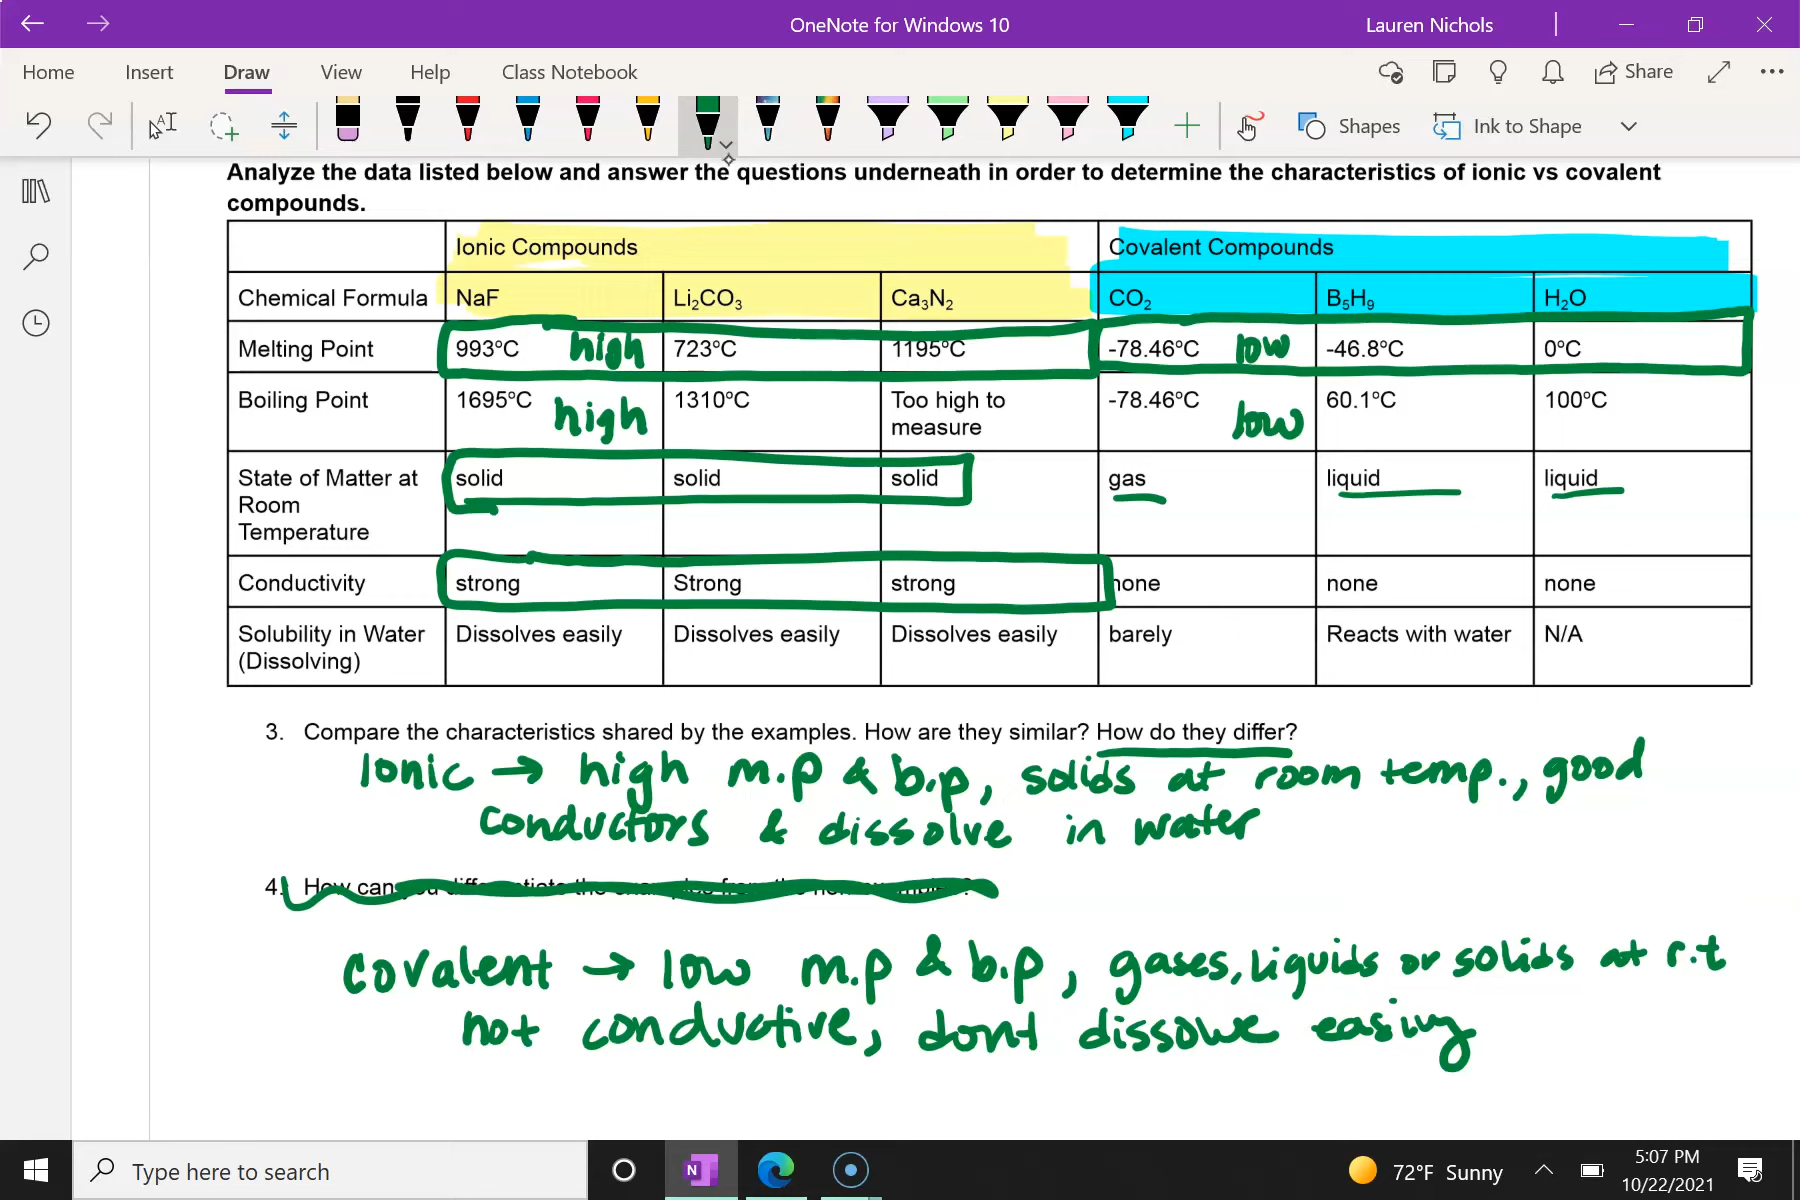 OneNote for Windows 10
Lauren Nichols
Home Insert Draw View Help Class Notebook
Share
Shapes
Ink to Shape
Analyze the data listed below and answer the questions underneath in order to determine the characteristics of ionic vs covalent
compounds.
Ionic Compounds Covalent Compounds
Chemical Formula NaF Li₂CO₃ Ca₃N₂ CO₂ B₅H₉ H₂O
Melting Point 993°C high 723°C 1195°C -78.46°C low -46.8°C 0°C
Boiling Point 1695°C high 1310°C Too high to measure -78.46°C low 60.1°C 100°C
State of Matter at Room Temperature solid solid solid gas liquid liquid
Conductivity strong Strong strong none none none
Solubility in Water (Dissolving) Dissolves easily Dissolves easily Dissolves easily barely Reacts with water N/A
3. Compare the characteristics shared by the examples. How are they similar? How do they differ?
Ionic → high m.p & b.p, solids at room temp., good
conductors & dissolve in water
4. How can you differentiate the examples from the non examples?
covalent → low m.p & b.p, gases, liquids or solids at r.t
not conductive, dont dissolve easily
Type here to search
72°F Sunny
5:07 PM
10/22/2021